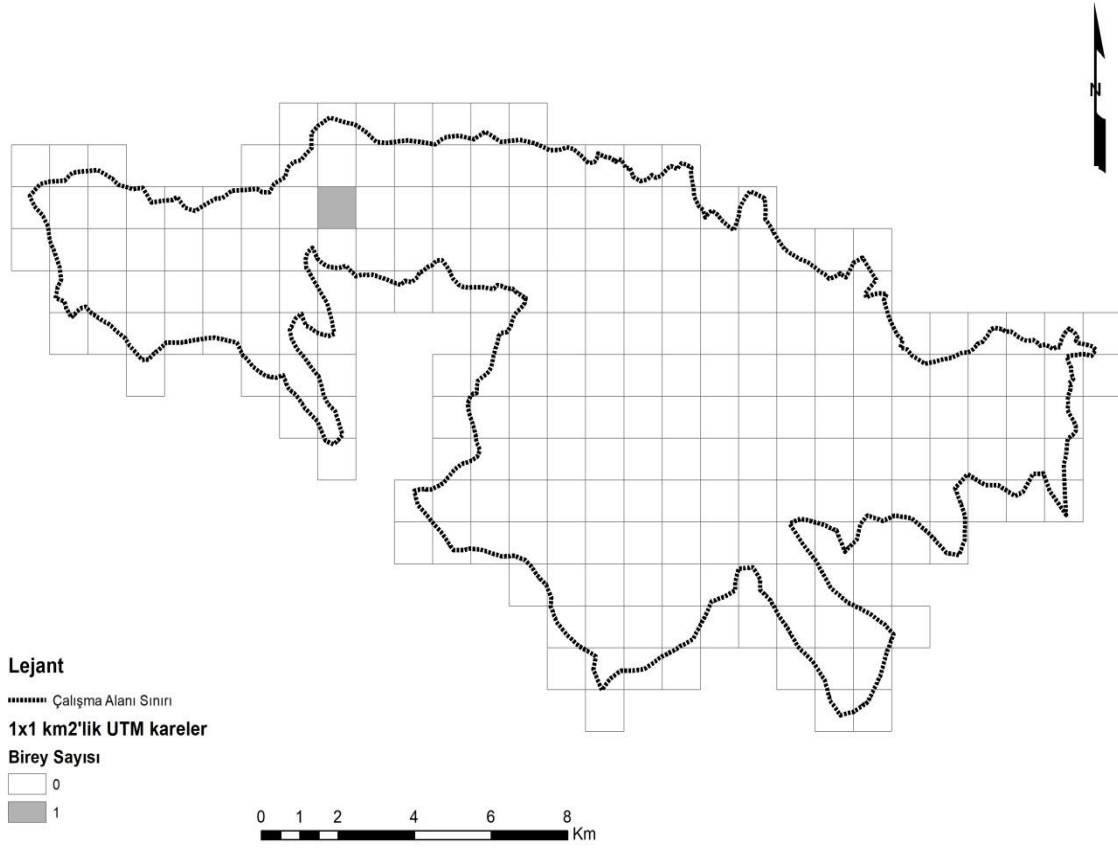 N
Lejant
Çalışma Alanı Sınırı
1x1 km2'lik UTM kareler
Birey Sayısı
0
1
0 1 2 4 6 8
Km